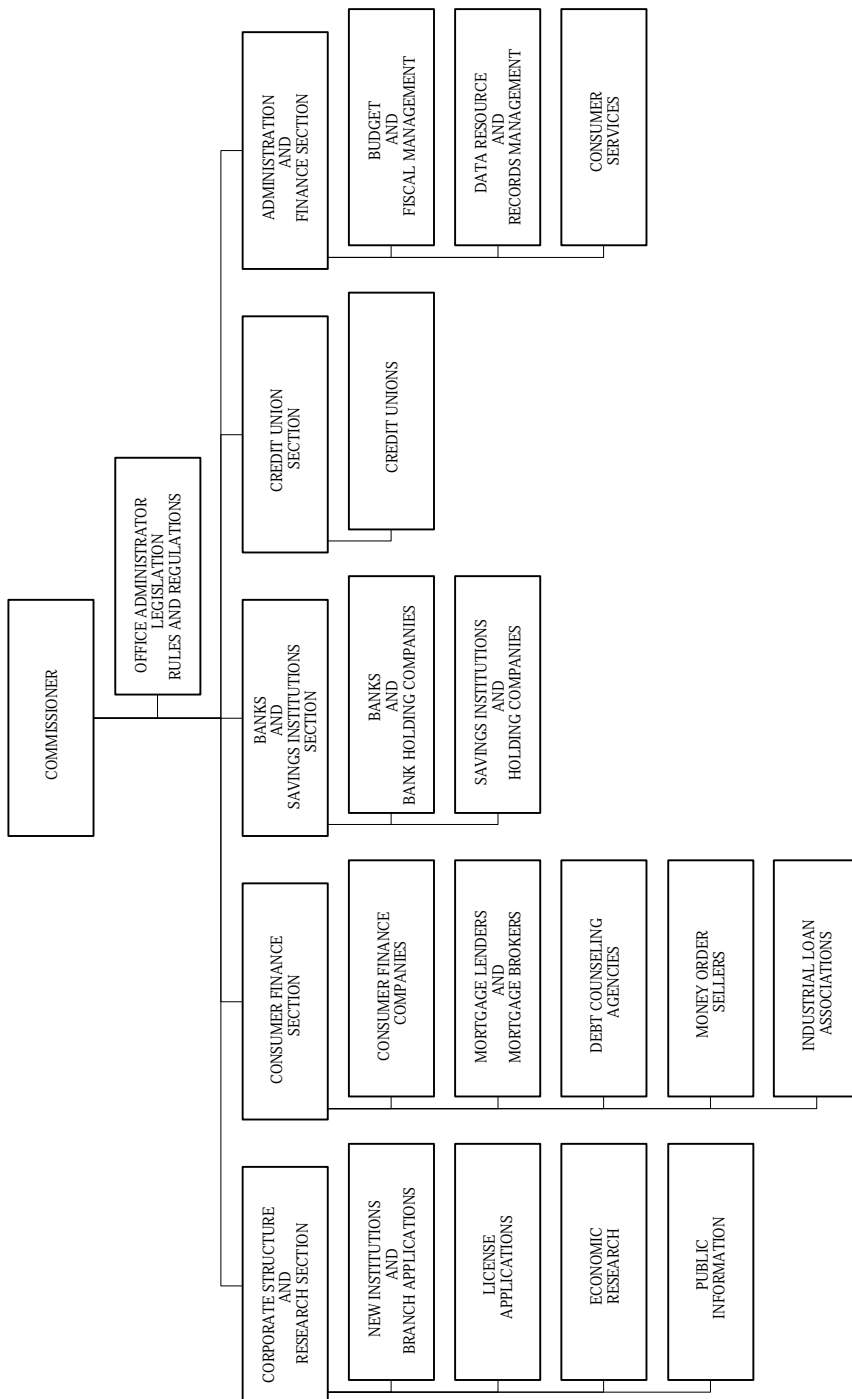 COMMISSIONER
OFFICE ADMINISTRATOR
LEGISLATION
RULES AND REGULATIONS
CORPORATE STRUCTURE
AND
RESEARCH SECTION
NEW INSTITUTIONS
AND
BRANCH APPLICATIONS
LICENSE
APPLICATIONS
ECONOMIC
RESEARCH
PUBLIC
INFORMATION
CONSUMER FINANCE
SECTION
CONSUMER FINANCE
COMPANIES
MORTGAGE LENDERS
AND
MORTGAGE BROKERS
DEBT COUNSELING
AGENCIES
MONEY ORDER
SELLERS
INDUSTRIAL LOAN
ASSOCIATIONS
BANKS
AND
SAVINGS INSTITUTIONS
SECTION
BANKS
AND
BANK HOLDING COMPANIES
SAVINGS INSTITUTIONS
AND
HOLDING COMPANIES
CREDIT UNION
SECTION
CREDIT UNIONS
ADMINISTRATION
AND
FINANCE SECTION
BUDGET
AND
FISCAL MANAGEMENT
DATA RESOURCE
AND
RECORDS MANAGEMENT
CONSUMER
SERVICES